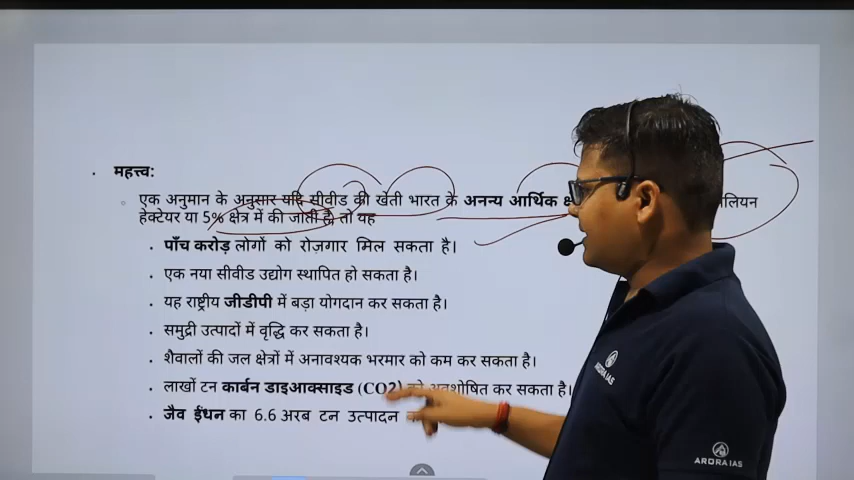 महत्त्व:
एक अनुमान के अनुसार यदि सीवीड की खेती भारत के अनन्य आर्थिक
हेक्टेयर या 5% क्षेत्र में की जाती है, तो यह
पाँच करोड़ लोगों को रोज़गार मिल सकता है।
एक नया सीवीड उद्योग स्थापित हो सकता है।
यह राष्ट्रीय जीडीपी में बड़ा योगदान कर सकता है।
समुद्री उत्पादों में वृद्धि कर सकता है।
शैवालों की जल क्षेत्रों में अनावश्यक भरमार को कम कर सकता है।
लाखों टन कार्बन डाइआक्साइड (CO2) को अवशोषित कर सकता है।
जैव ईंधन का 6.6 अरब टन उत्पादन
ARORA IAS
ARORA IAS